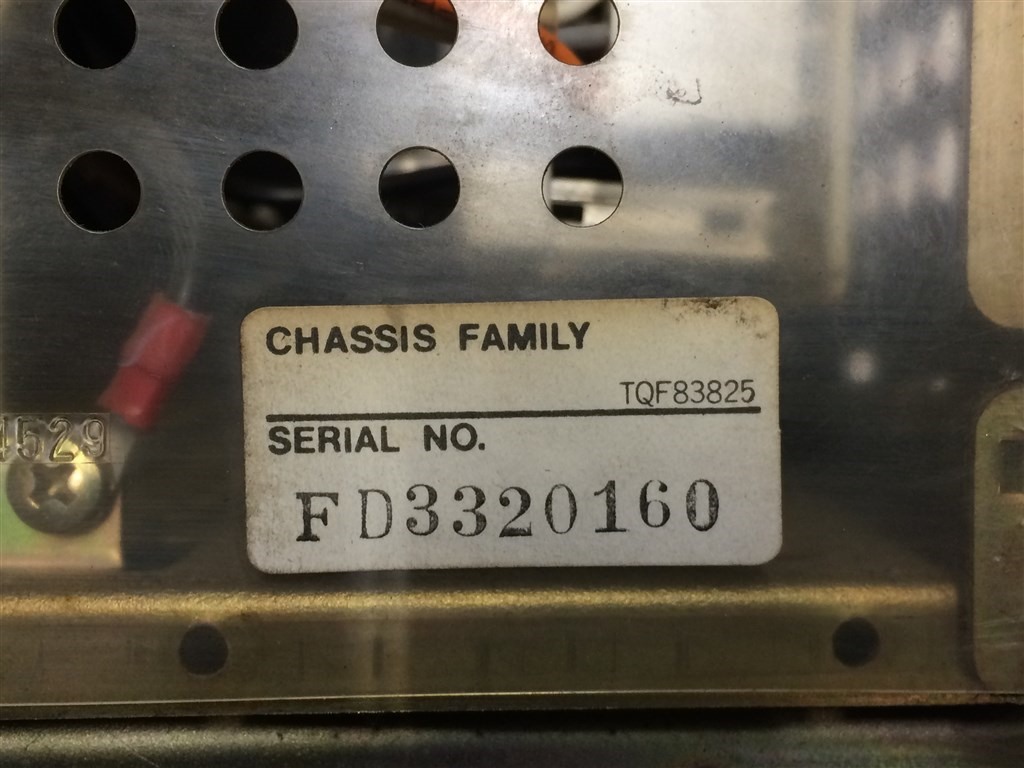 CHASSIS FAMILY
TQF83825
SERIAL NO.
FD3320160
4529